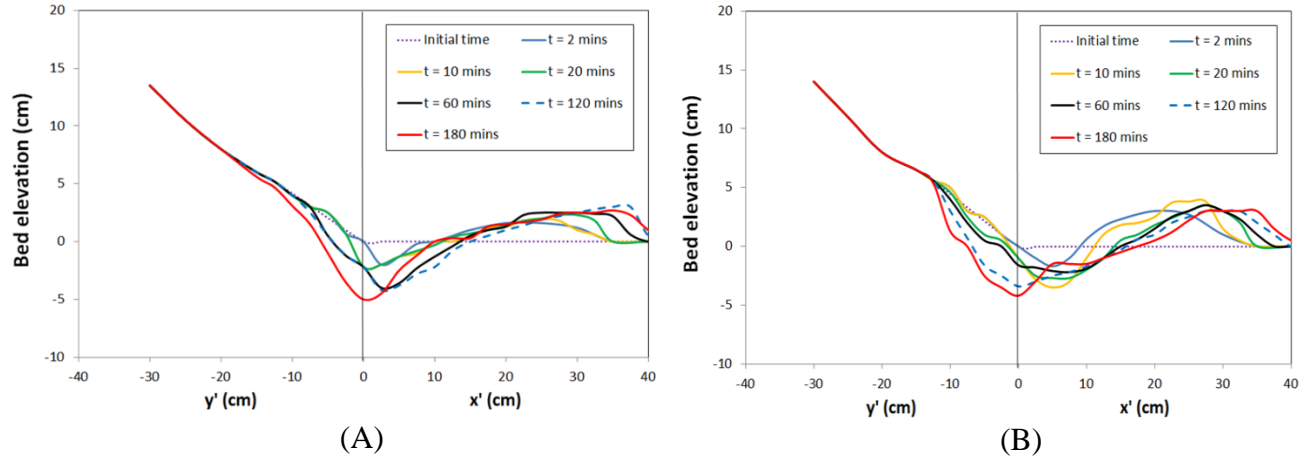 20
15
10
5
0
-5
-10
Bed elevation (cm)
Initial time
t = 2 mins
t = 10 mins
t = 20 mins
t = 60 mins
t = 120 mins
t = 180 mins
-40 -30 -20 -10 0 10 20 30 40
y' (cm) x' (cm)
(A)
20
15
10
5
0
-5
-10
Bed elevation (cm)
Initial time
t = 2 mins
t = 10 mins
t = 20 mins
t = 60 mins
t = 120 mins
t = 180 mins
-40 -30 -20 -10 0 10 20 30 40
y' (cm) x' (cm)
(B)